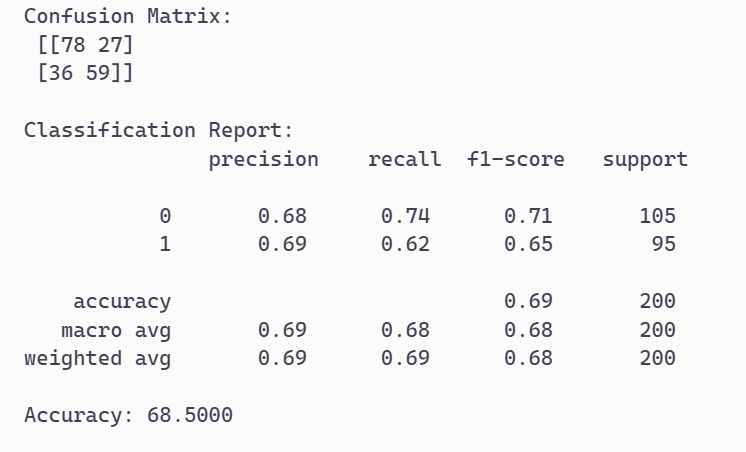 Confusion Matrix:
[[78 27]
[36 59]]
Classification Report:
precision recall f1-score support
0 0.68 0.74 0.71 105
1 0.69 0.62 0.65 95
accuracy 0.69 200
macro avg 0.69 0.68 0.68 200
weighted avg 0.69 0.69 0.68 200
Accuracy: 68.5000